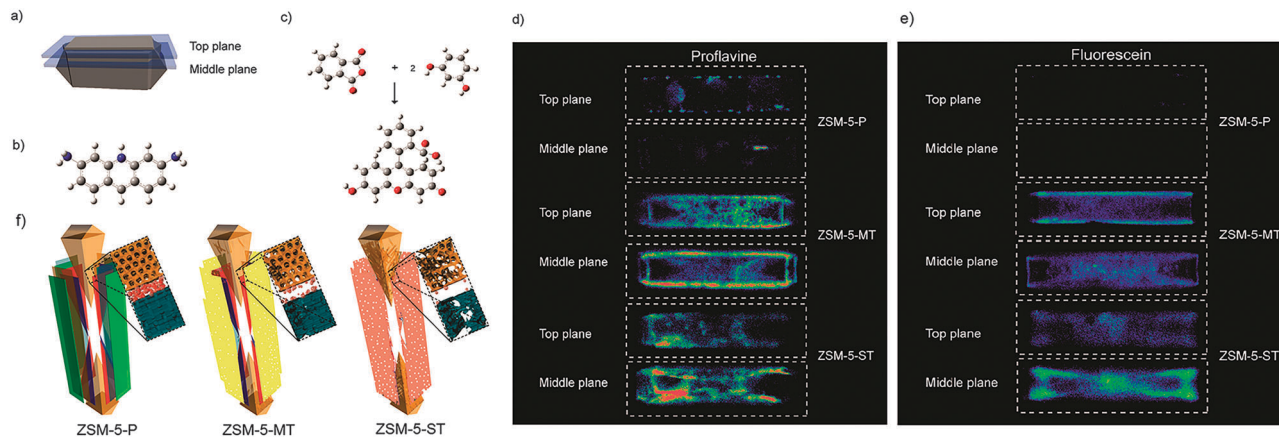 a)
Top plane
Middle plane
b)
c)
+ 2
d)
Proflavine
Top plane
ZSM-5-P
Middle plane
Top plane
ZSM-5-MT
Middle plane
Top plane
ZSM-5-ST
Middle plane
e)
Fluorescein
Top plane
ZSM-5-P
Middle plane
Top plane
ZSM-5-MT
Middle plane
Top plane
ZSM-5-ST
Middle plane
f)
ZSM-5-P
ZSM-5-MT
ZSM-5-ST